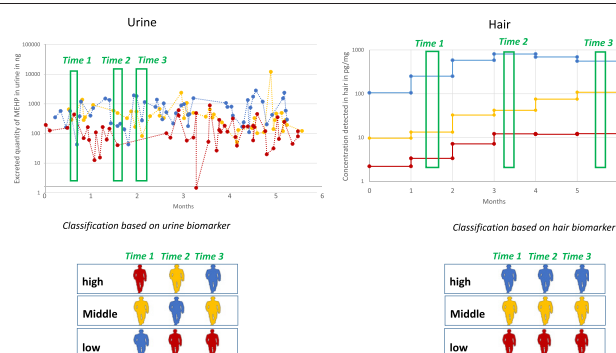 Urine
Time 1 Time 2 Time 3
Excreted quantity of MEHP in urine in ng
100000
10000
1000
100
10
1
0 1 2 3 4 5 6
Months
Classification based on urine biomarker
Time 1 Time 2 Time 3
high
Middle
low
Hair
Time 1 Time 2 Time 3
Concentration detected in hair in pg/mg
1000
100
10
1
0 1 2 3 4 5
Months
Classification based on hair biomarker
Time 1 Time 2 Time 3
high
Middle
low